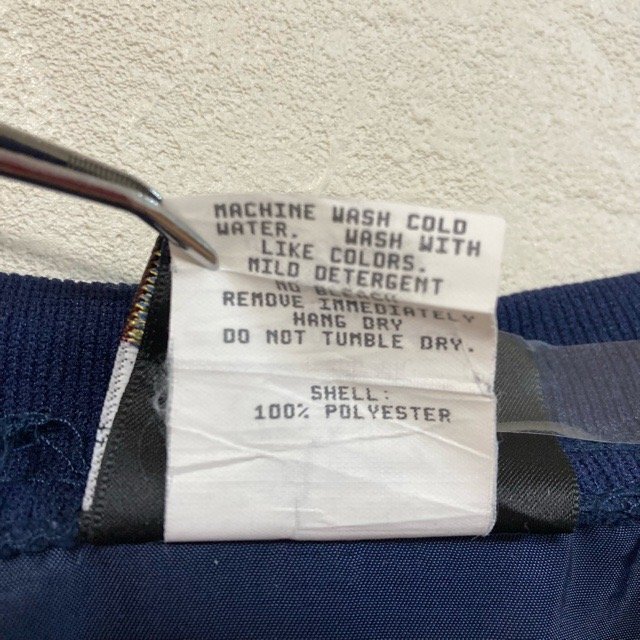 MACHINE WASH COLD
WATER. WASH WITH
LIKE COLORS.
MILD DETERGENT
NO BLEACH
REMOVE IMMEDIATELY
HANG DRY
DO NOT TUMBLE DRY.
SHELL:
100% POLYESTER